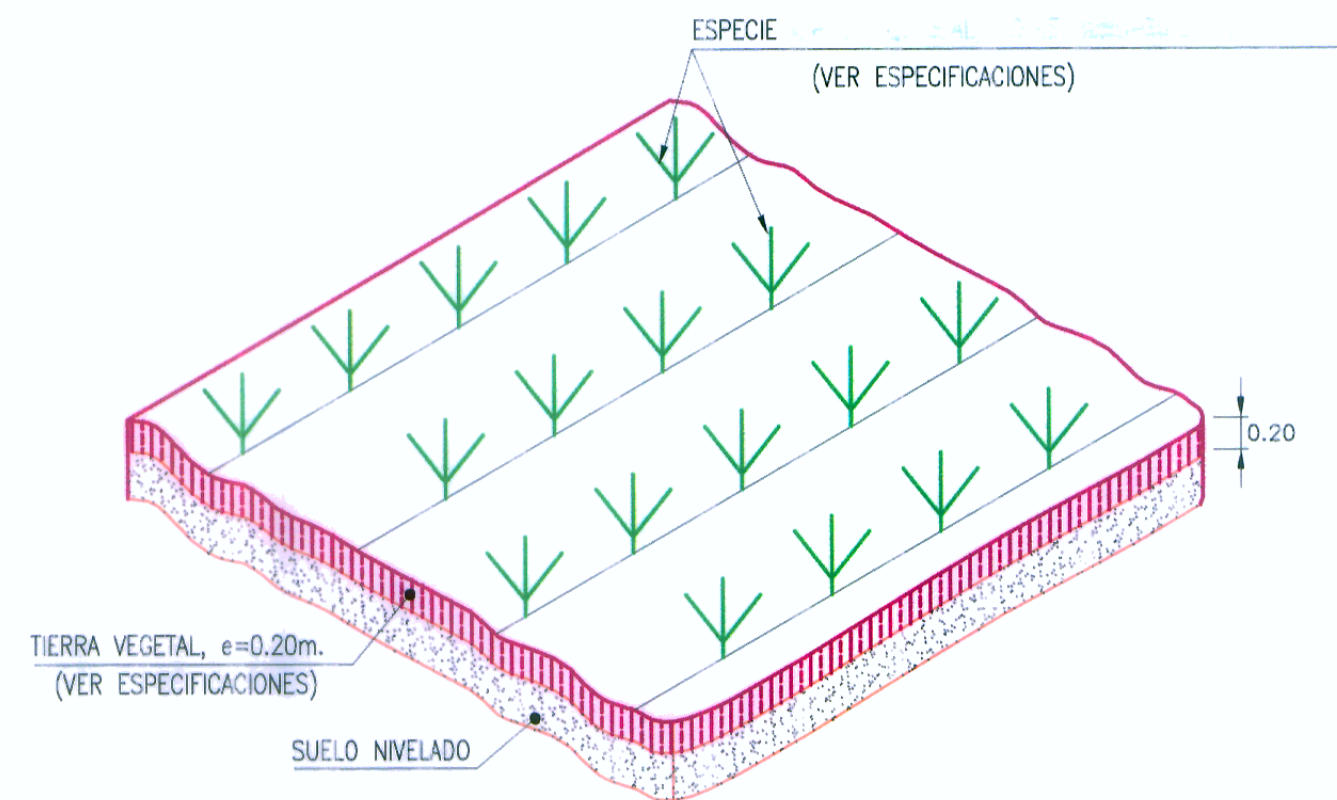 ESPECIE
(VER ESPECIFICACIONES)
0.20
TIERRA VEGETAL, e=0.20m.
(VER ESPECIFICACIONES)
SUELO NIVELADO